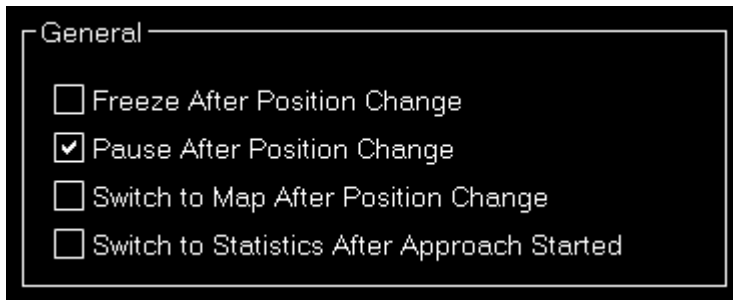 General
Freeze After Position Change
Pause After Position Change
Switch to Map After Position Change
Switch to Statistics After Approach Started